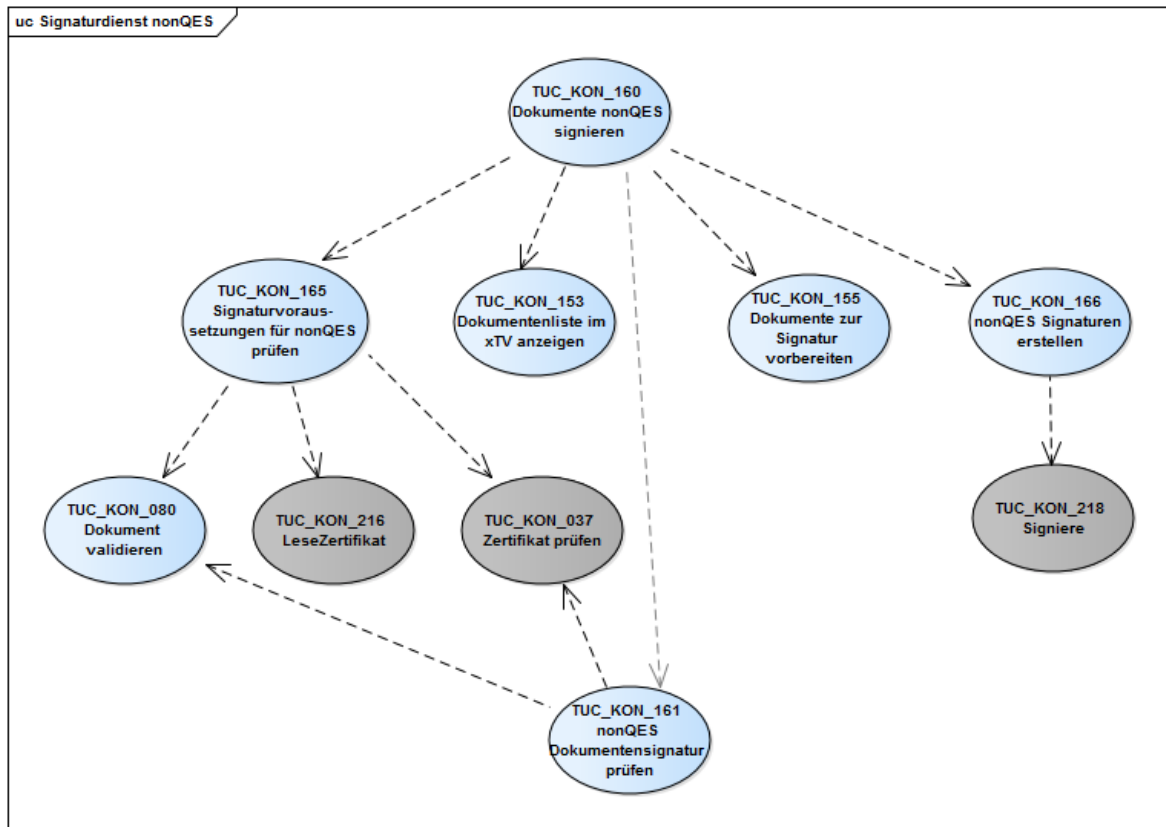 uc Signaturdienst nonQES
TUC_KON_160
Dokumente nonQES
signieren
TUC_KON_165
Signaturvoraus-
setzungen für nonQES
prüfen
TUC_KON_153
Dokumentenliste im
xTV anzeigen
TUC_KON_155
Dokumente zur
Signatur
vorbereiten
TUC_KON_166
nonQES Signaturen
erstellen
TUC_KON_080
Dokument
validieren
TUC_KON_216
LeseZertifikat
TUC_KON_037
Zertifikat prüfen
TUC_KON_218
Signiere
TUC_KON_161
nonQES
Dokumentensignatur
prüfen